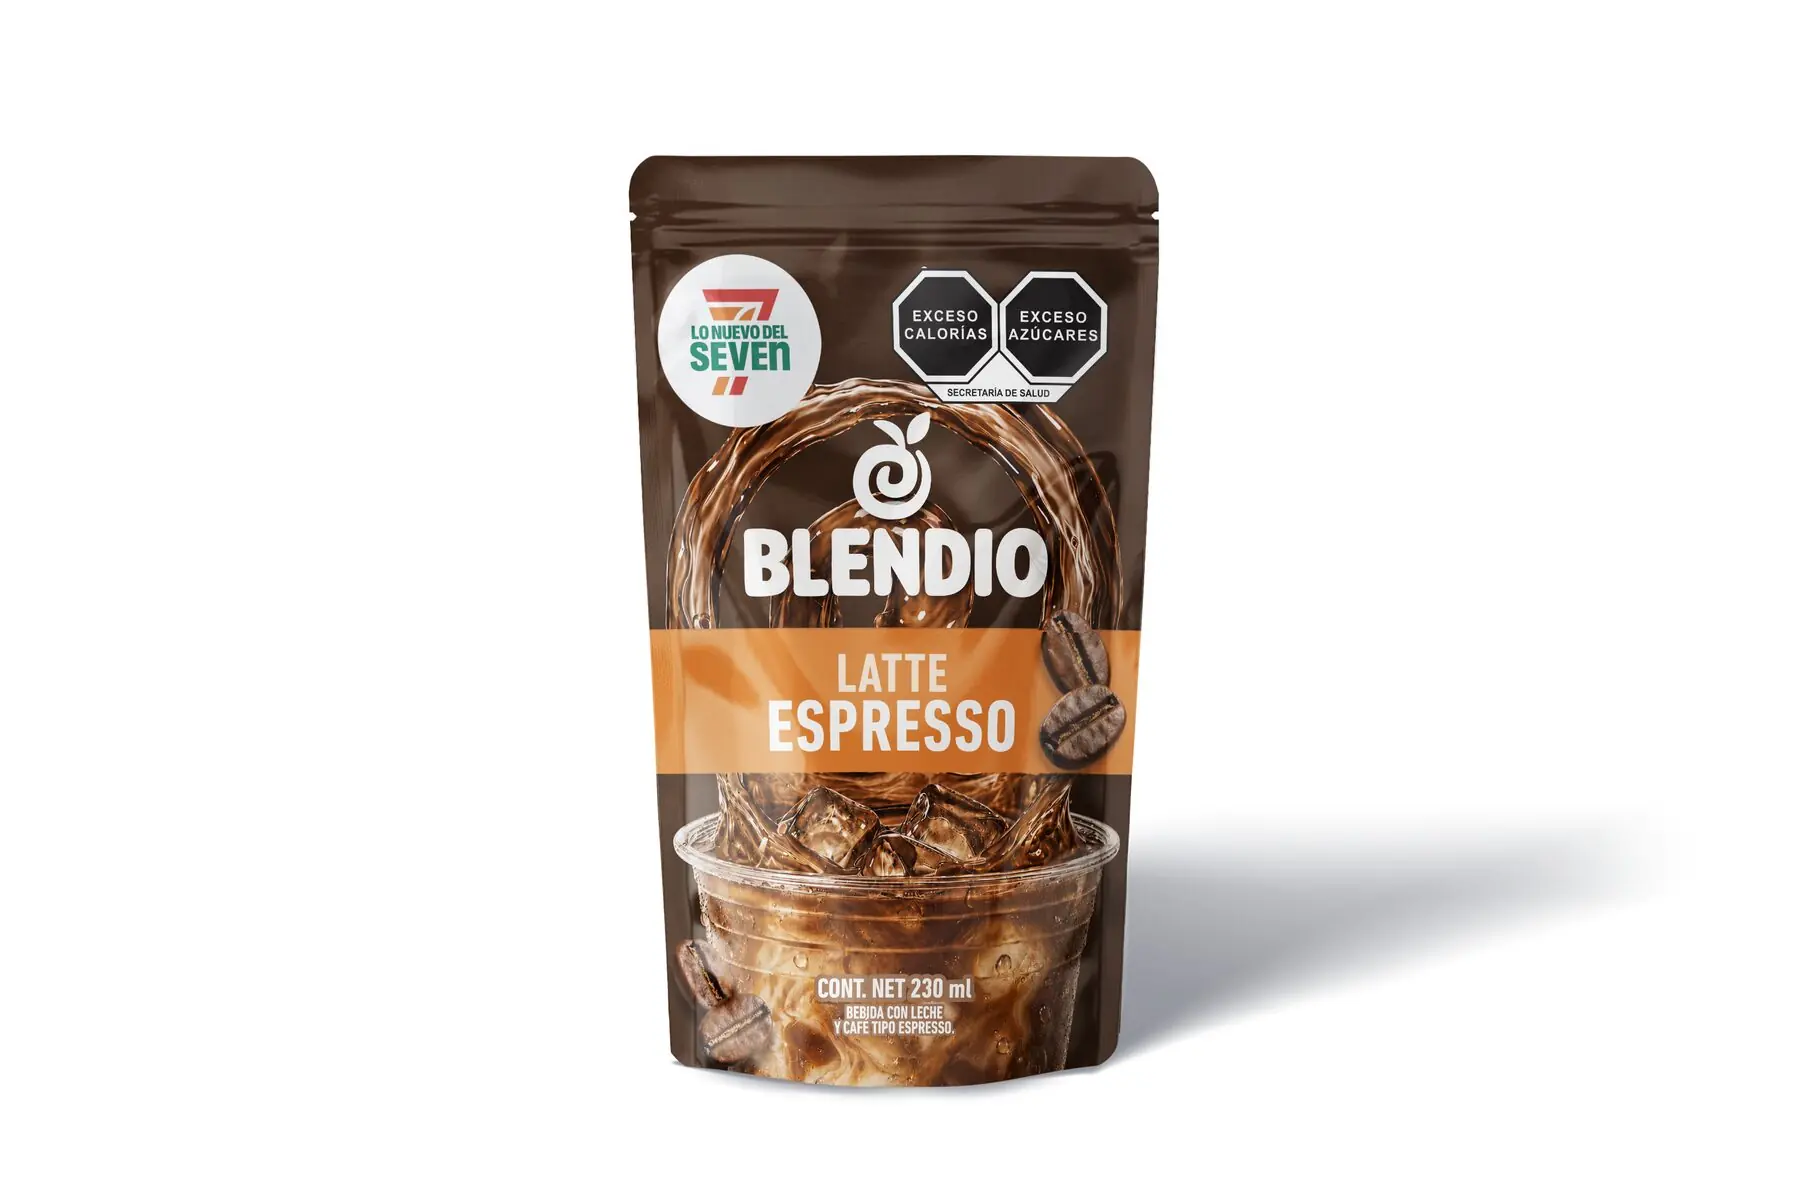 LO NUEVO DEL
SEVEn
EXCESO
CALORÍAS
EXCESO
AZÚCARES
SECRETARÍA DE SALUD
BLENDIO
LATTE
ESPRESSO
CONT. NET 230 ml
BEBIDA CON LECHE
Y CAFÉ TIPO ESPRESSO.